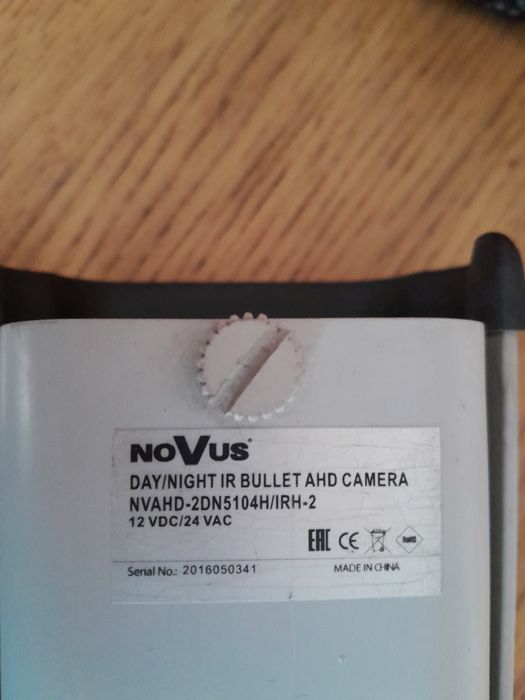 NOVUS®
DAY/NIGHT IR BULLET AHD CAMERA
NVAHD-2DN5104H/IRH-2
12 VDC/24 VAC
EAC CE RoHS
Serial No.: 2016050341 MADE IN CHINA